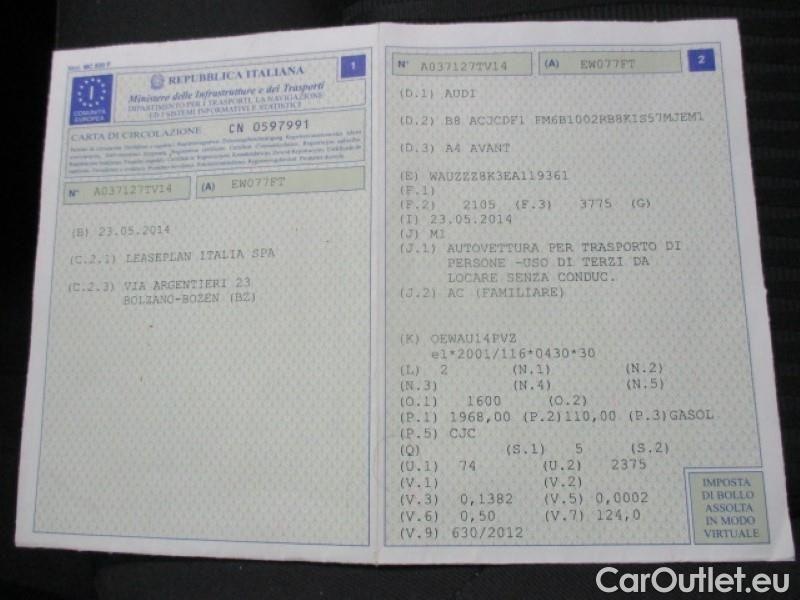 Mod. MC 820 F
REPUBBLICA ITALIANA
1
Ministero delle Infrastrutture e dei Trasporti
DIPARTIMENTO PER I TRASPORTI, LA NAVIGAZIONE
ED I SISTEMI INFORMATIVI E STATISTICI
I
COMUNITÀ
EUROPEA
CARTA DI CIRCOLAZIONE CN 0597991
N° A037127TV14 (A) EW077FT
(B) 23.05.2014
(C.2.1) LEASEPLAN ITALIA SPA
(C.2.3) VIA ARGENTIERI 23
BOLZANO-BOZEN (BZ)
N° A037127TV14 (A) EW077FT 2
(D.1) AUDI
(D.2) B8 ACJCDF1 FM6B1002RB8KIS57MJEM1
(D.3) A4 AVANT
(E) WAUZZZ8K3EA119361
(F.1)
(F.2) 2105 (F.3) 3775 (G)
(I) 23.05.2014
(J) M1
(J.1) AUTOVETTURA PER TRASPORTO DI
PERSONE -USO DI TERZI DA
LOCARE SENZA CONDUC.
(J.2) AC (FAMILIARE)
(K) OEWAU14PVZ
e1*2001/116*0430*30
(L) 2 (N.1) (N.2)
(N.3) (N.4) (N.5)
(O.1) 1600 (O.2)
(P.1) 1968,00 (P.2)110,00 (P.3)GASOL
(P.5) CJC
(Q) (S.1) 5 (S.2)
(U.1) 74 (U.2) 2375
(V.1) (V.2)
(V.3) 0,1382 (V.5) 0,0002
(V.6) 0,50 (V.7) 124,0
(V.9) 630/2012
IMPOSTA
DI BOLLO
ASSOLTA
IN MODO
VIRTUALE
CarOutlet.eu